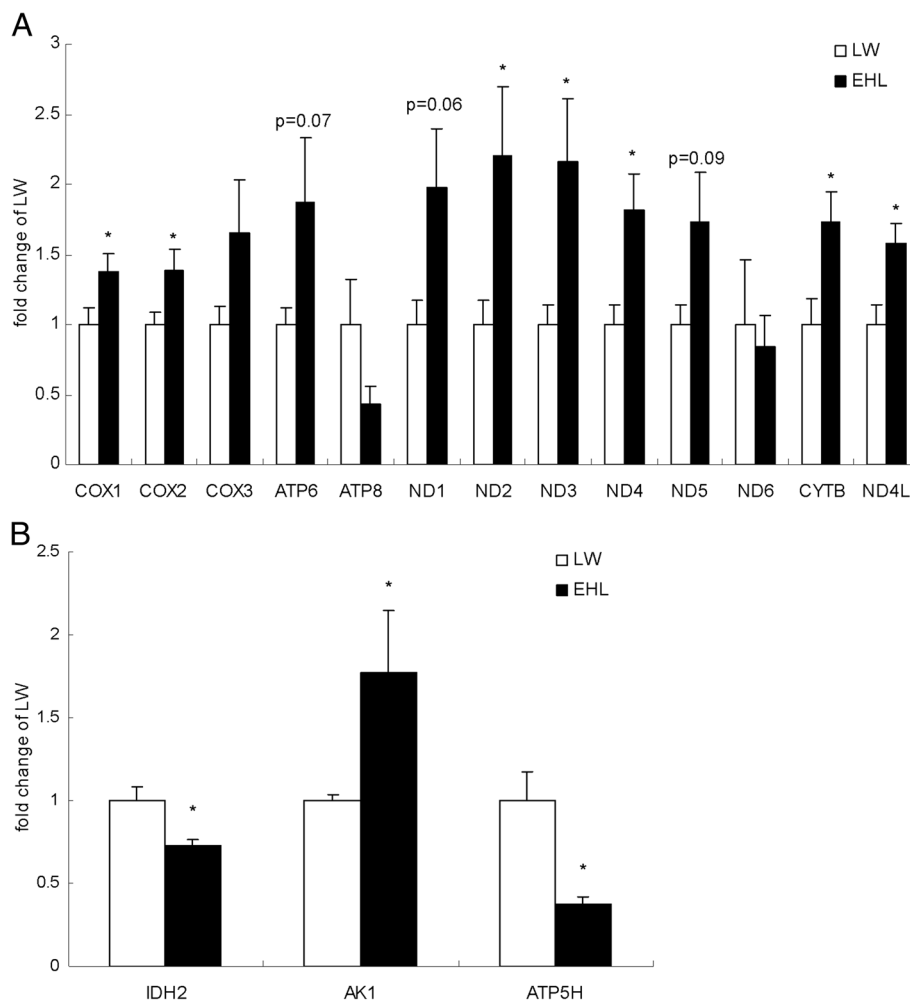 A
3
2.5
2
1.5
1
0.5
0
fold change of LW
LW
EHL
*
*
p=0.07
p=0.06
*
*
*
p=0.09
*
*
COX1 COX2 COX3 ATP6 ATP8 ND1 ND2 ND3 ND4 ND5 ND6 CYTB ND4L
B
2.5
2
1.5
1
0.5
0
fold change of LW
LW
EHL
*
*
*
IDH2 AK1 ATP5H